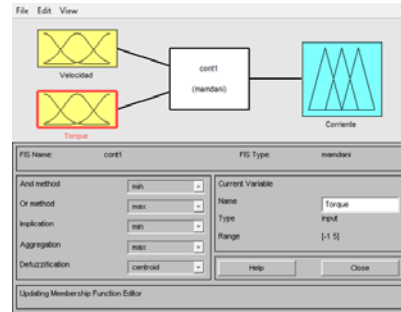 File Edit View
Velocidad
Torque
cont1
(mamdani)
Corriente
FIS Name: cont1 FIS Type: mamdani
And method min
Or method max
Implication min
Aggregation max
Defuzzification centroid
Current Variable
Name Torque
Type input
Range [-1 5]
Help Close
Updating Membership Function Editor